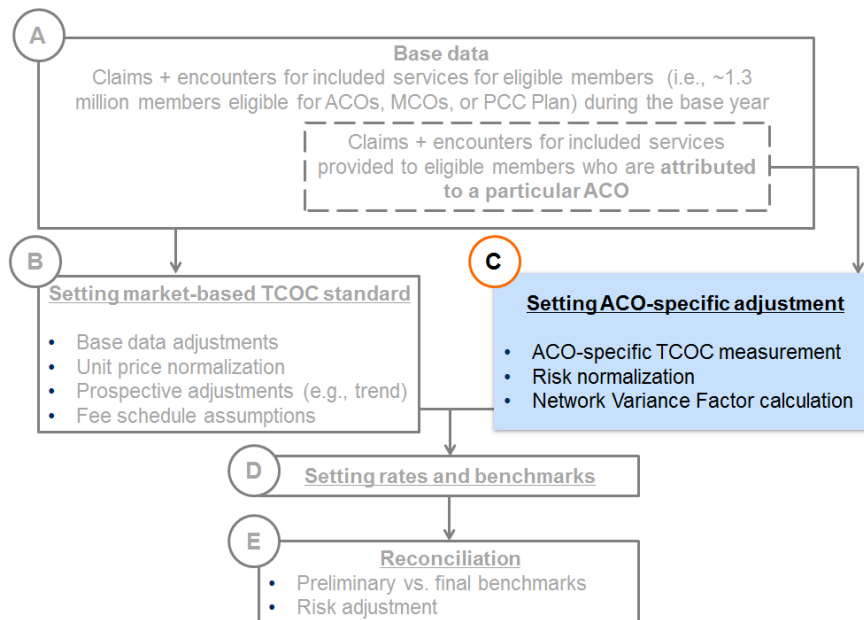 A
Base data
Claims + encounters for included services for eligible members (i.e., ~1.3
million members eligible for ACOs, MCOs, or PCC Plan) during the base year
Claims + encounters for included services
provided to eligible members who are attributed
to a particular ACO
B
Setting market-based TCOC standard
• Base data adjustments
• Unit price normalization
• Prospective adjustments (e.g., trend)
• Fee schedule assumptions
C
Setting ACO-specific adjustment
• ACO-specific TCOC measurement
• Risk normalization
• Network Variance Factor calculation
D
Setting rates and benchmarks
E
Reconciliation
• Preliminary vs. final benchmarks
• Risk adjustment